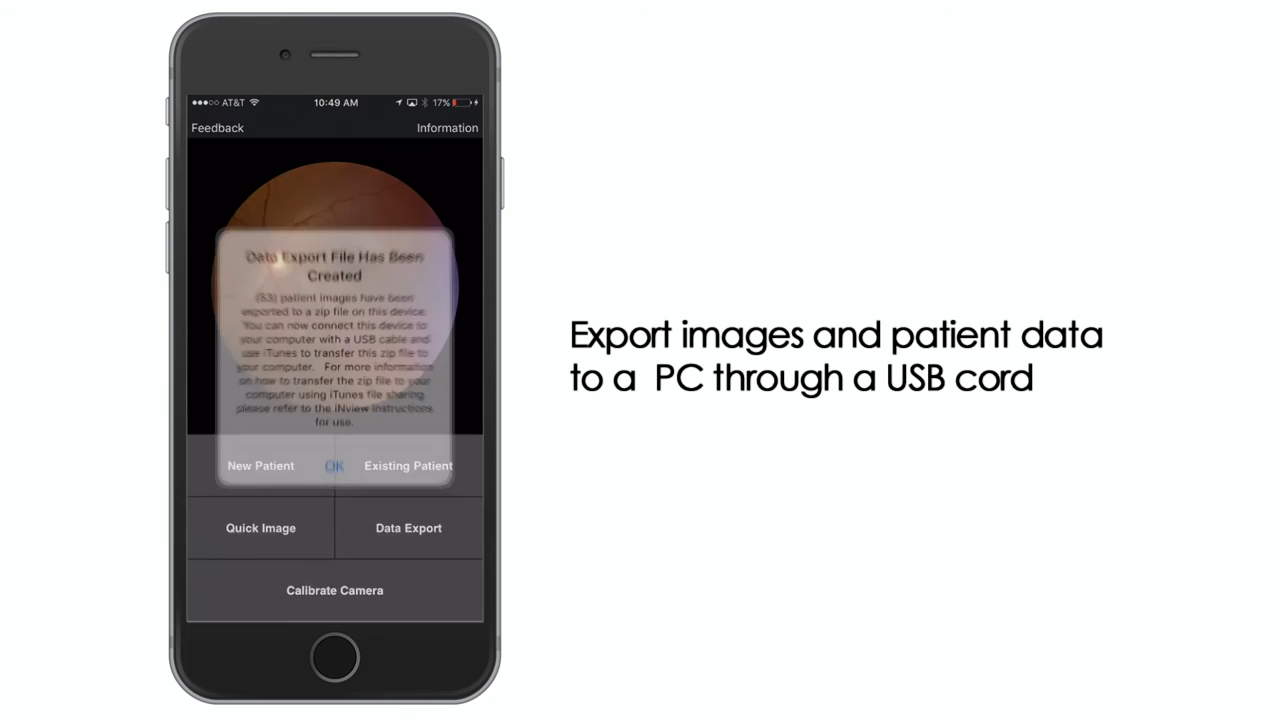 AT&T 10:49 AM 17%
Feedback Information
Data Export File Has Been
Created
(53) patient images have been
exported to a zip file on this device.
You can now connect this device to
your computer with a USB cable and
use iTunes to transfer this zip file to
your computer. For more information
on how to transfer the zip file to your
computer using iTunes file sharing
please refer to the iNview Instructions
for use.
New Patient OK Existing Patient
Quick Image Data Export
Calibrate Camera
Export images and patient data
to a PC through a USB cord